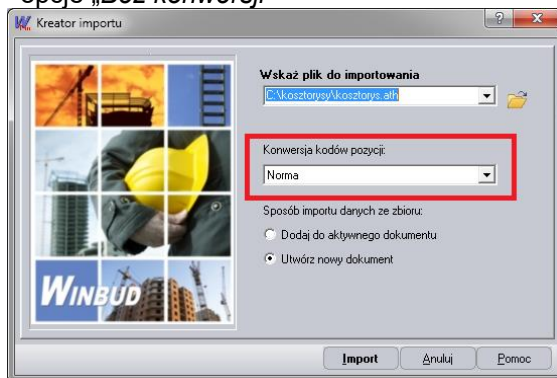 opcję „Bez konwersji"
Kreator importu
Wskaż plik do importowania
C:\kosztorysy\kosztorys.ath
Konwersja kodów pozycji:
Norma
Sposób importu danych ze zbioru:
Dodaj do aktywnego dokumentu
Utwórz nowy dokument
WINBUD
Import Anuluj Pomoc